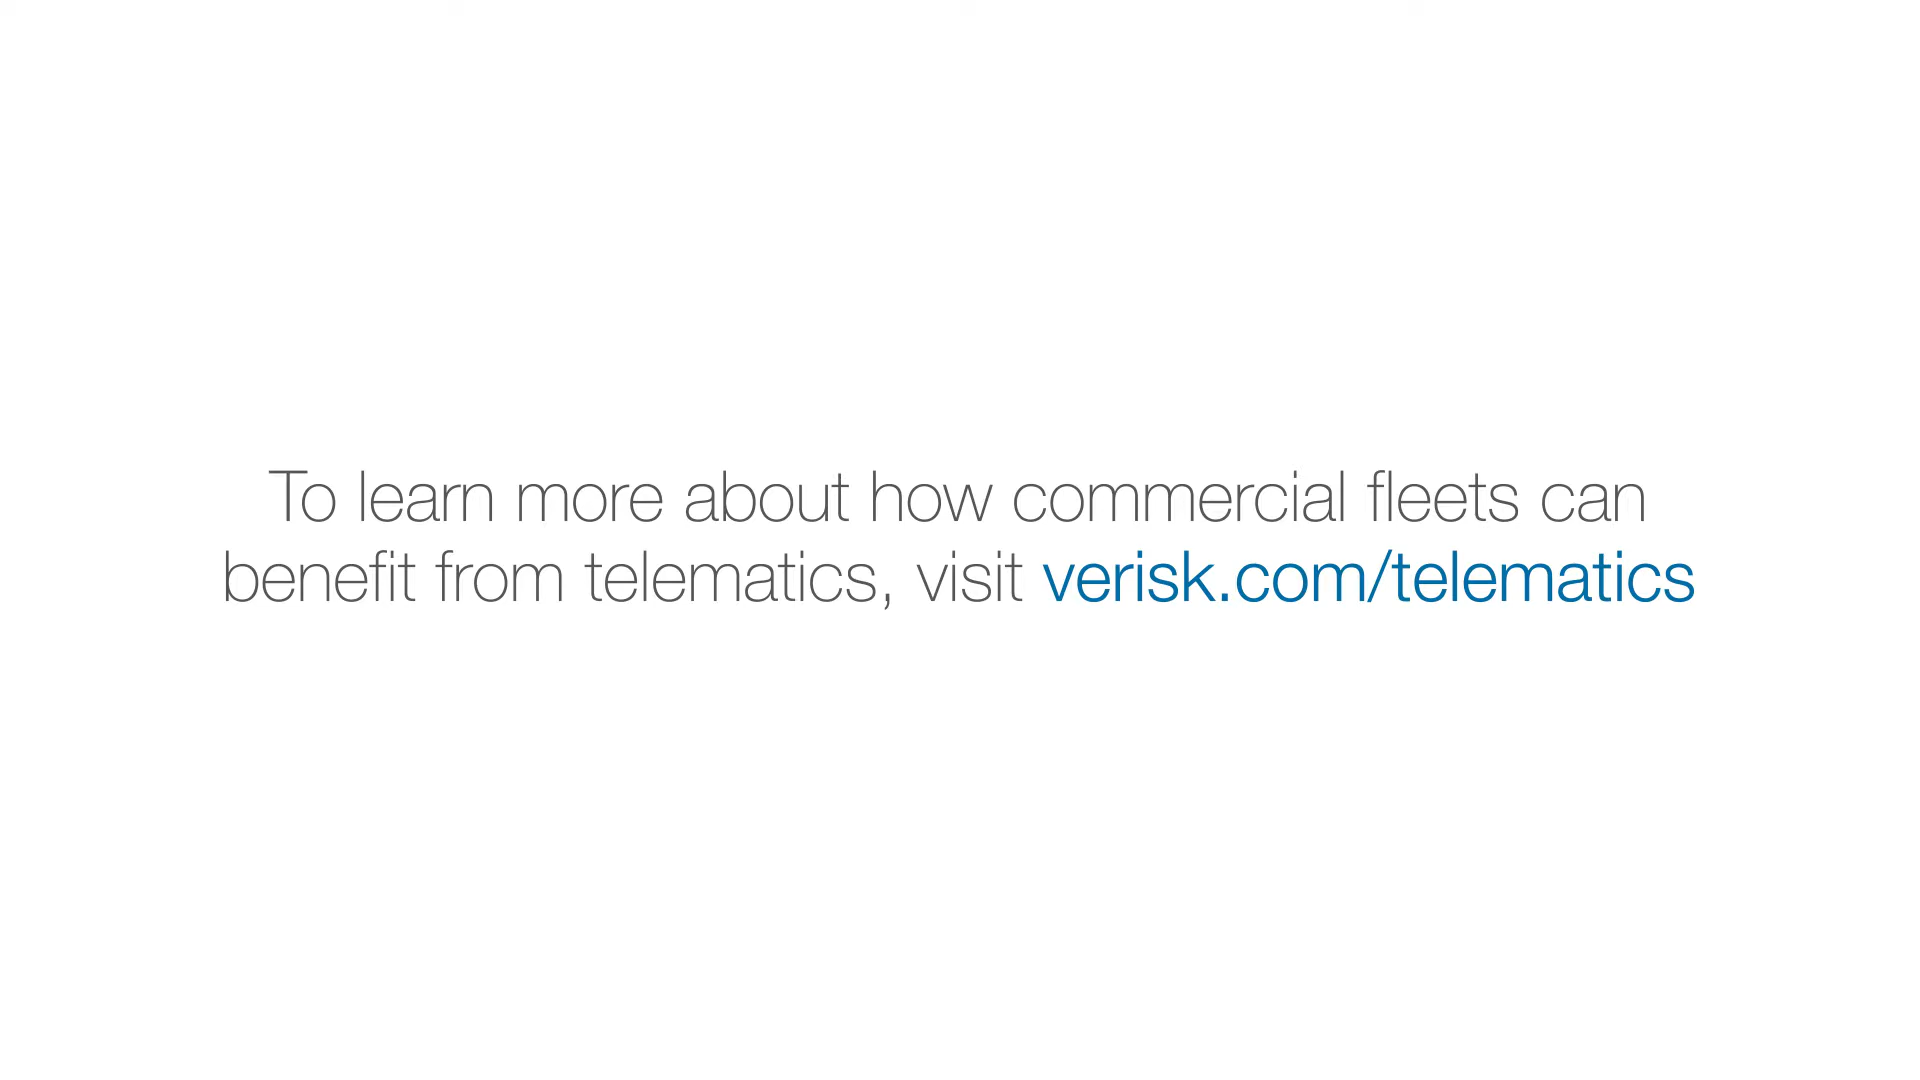 To learn more about how commercial fleets can
benefit from telematics, visit verisk.com/telematics